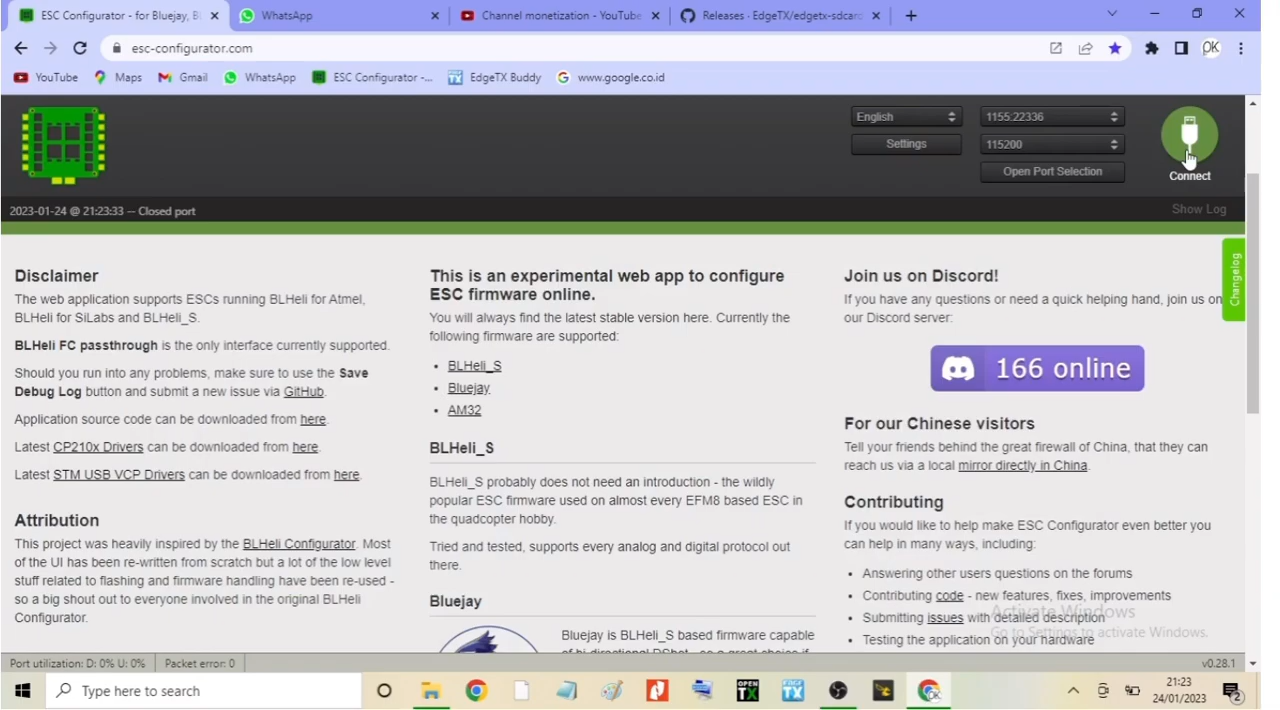 ESC Configurator - for Bluejay, Bl
WhatsApp
Channel monetization - YouTube
Releases · EdgeTX/edgetx-sdcard
esc-configurator.com
YouTube
Maps
Gmail
WhatsApp
ESC Configurator -...
EdgeTX Buddy
www.google.co.id
English
1155:22336
Settings
115200
Open Port Selection
Connect
2023-01-24 @ 21:23:33 -- Closed port
Show Log
Changelog
Disclaimer
The web application supports ESCs running BLHeli for Atmel,
BLHeli for SiLabs and BLHeli_S.
BLHeli FC passthrough is the only interface currently supported.
Should you run into any problems, make sure to use the Save
Debug Log button and submit a new issue via GitHub.
Application source code can be downloaded from here.
Latest CP210x Drivers can be downloaded from here.
Latest STM USB VCP Drivers can be downloaded from here.
Attribution
This project was heavily inspired by the BLHeli Configurator. Most
of the UI has been re-written from scratch but a lot of the low level
stuff related to flashing and firmware handling have been re-used -
so a big shout out to everyone involved in the original BLHeli
Configurator.
This is an experimental web app to configure
ESC firmware online.
You will always find the latest stable version here. Currently the
following firmware are supported:
• BLHeli_S
• Bluejay
• AM32
BLHeli_S
BLHeli_S probably does not need an introduction - the wildly
popular ESC firmware used on almost every EFM8 based ESC in
the quadcopter hobby.
Tried and tested, supports every analog and digital protocol out
there.
Bluejay
Bluejay is BLHeli_S based firmware capable
of bi-directional DShot - so a great choice if
Join us on Discord!
If you have any questions or need a quick helping hand, join us on
our Discord server:
166 online
For our Chinese visitors
Tell your friends behind the great firewall of China, that they can
reach us via a local mirror directly in China.
Contributing
If you would like to help make ESC Configurator even better you
can help in many ways, including:
• Answering other users questions on the forums
• Contributing code - new features, fixes, improvements
• Submitting issues with detailed description
• Testing the application on your hardware
Activate Windows
Go to Settings to activate Windows.
Port utilization: D: 0% U: 0%
Packet error: 0
v0.28.1
Type here to search
OPEN
TX
EDGE
TX
21:23
24/01/2023
2